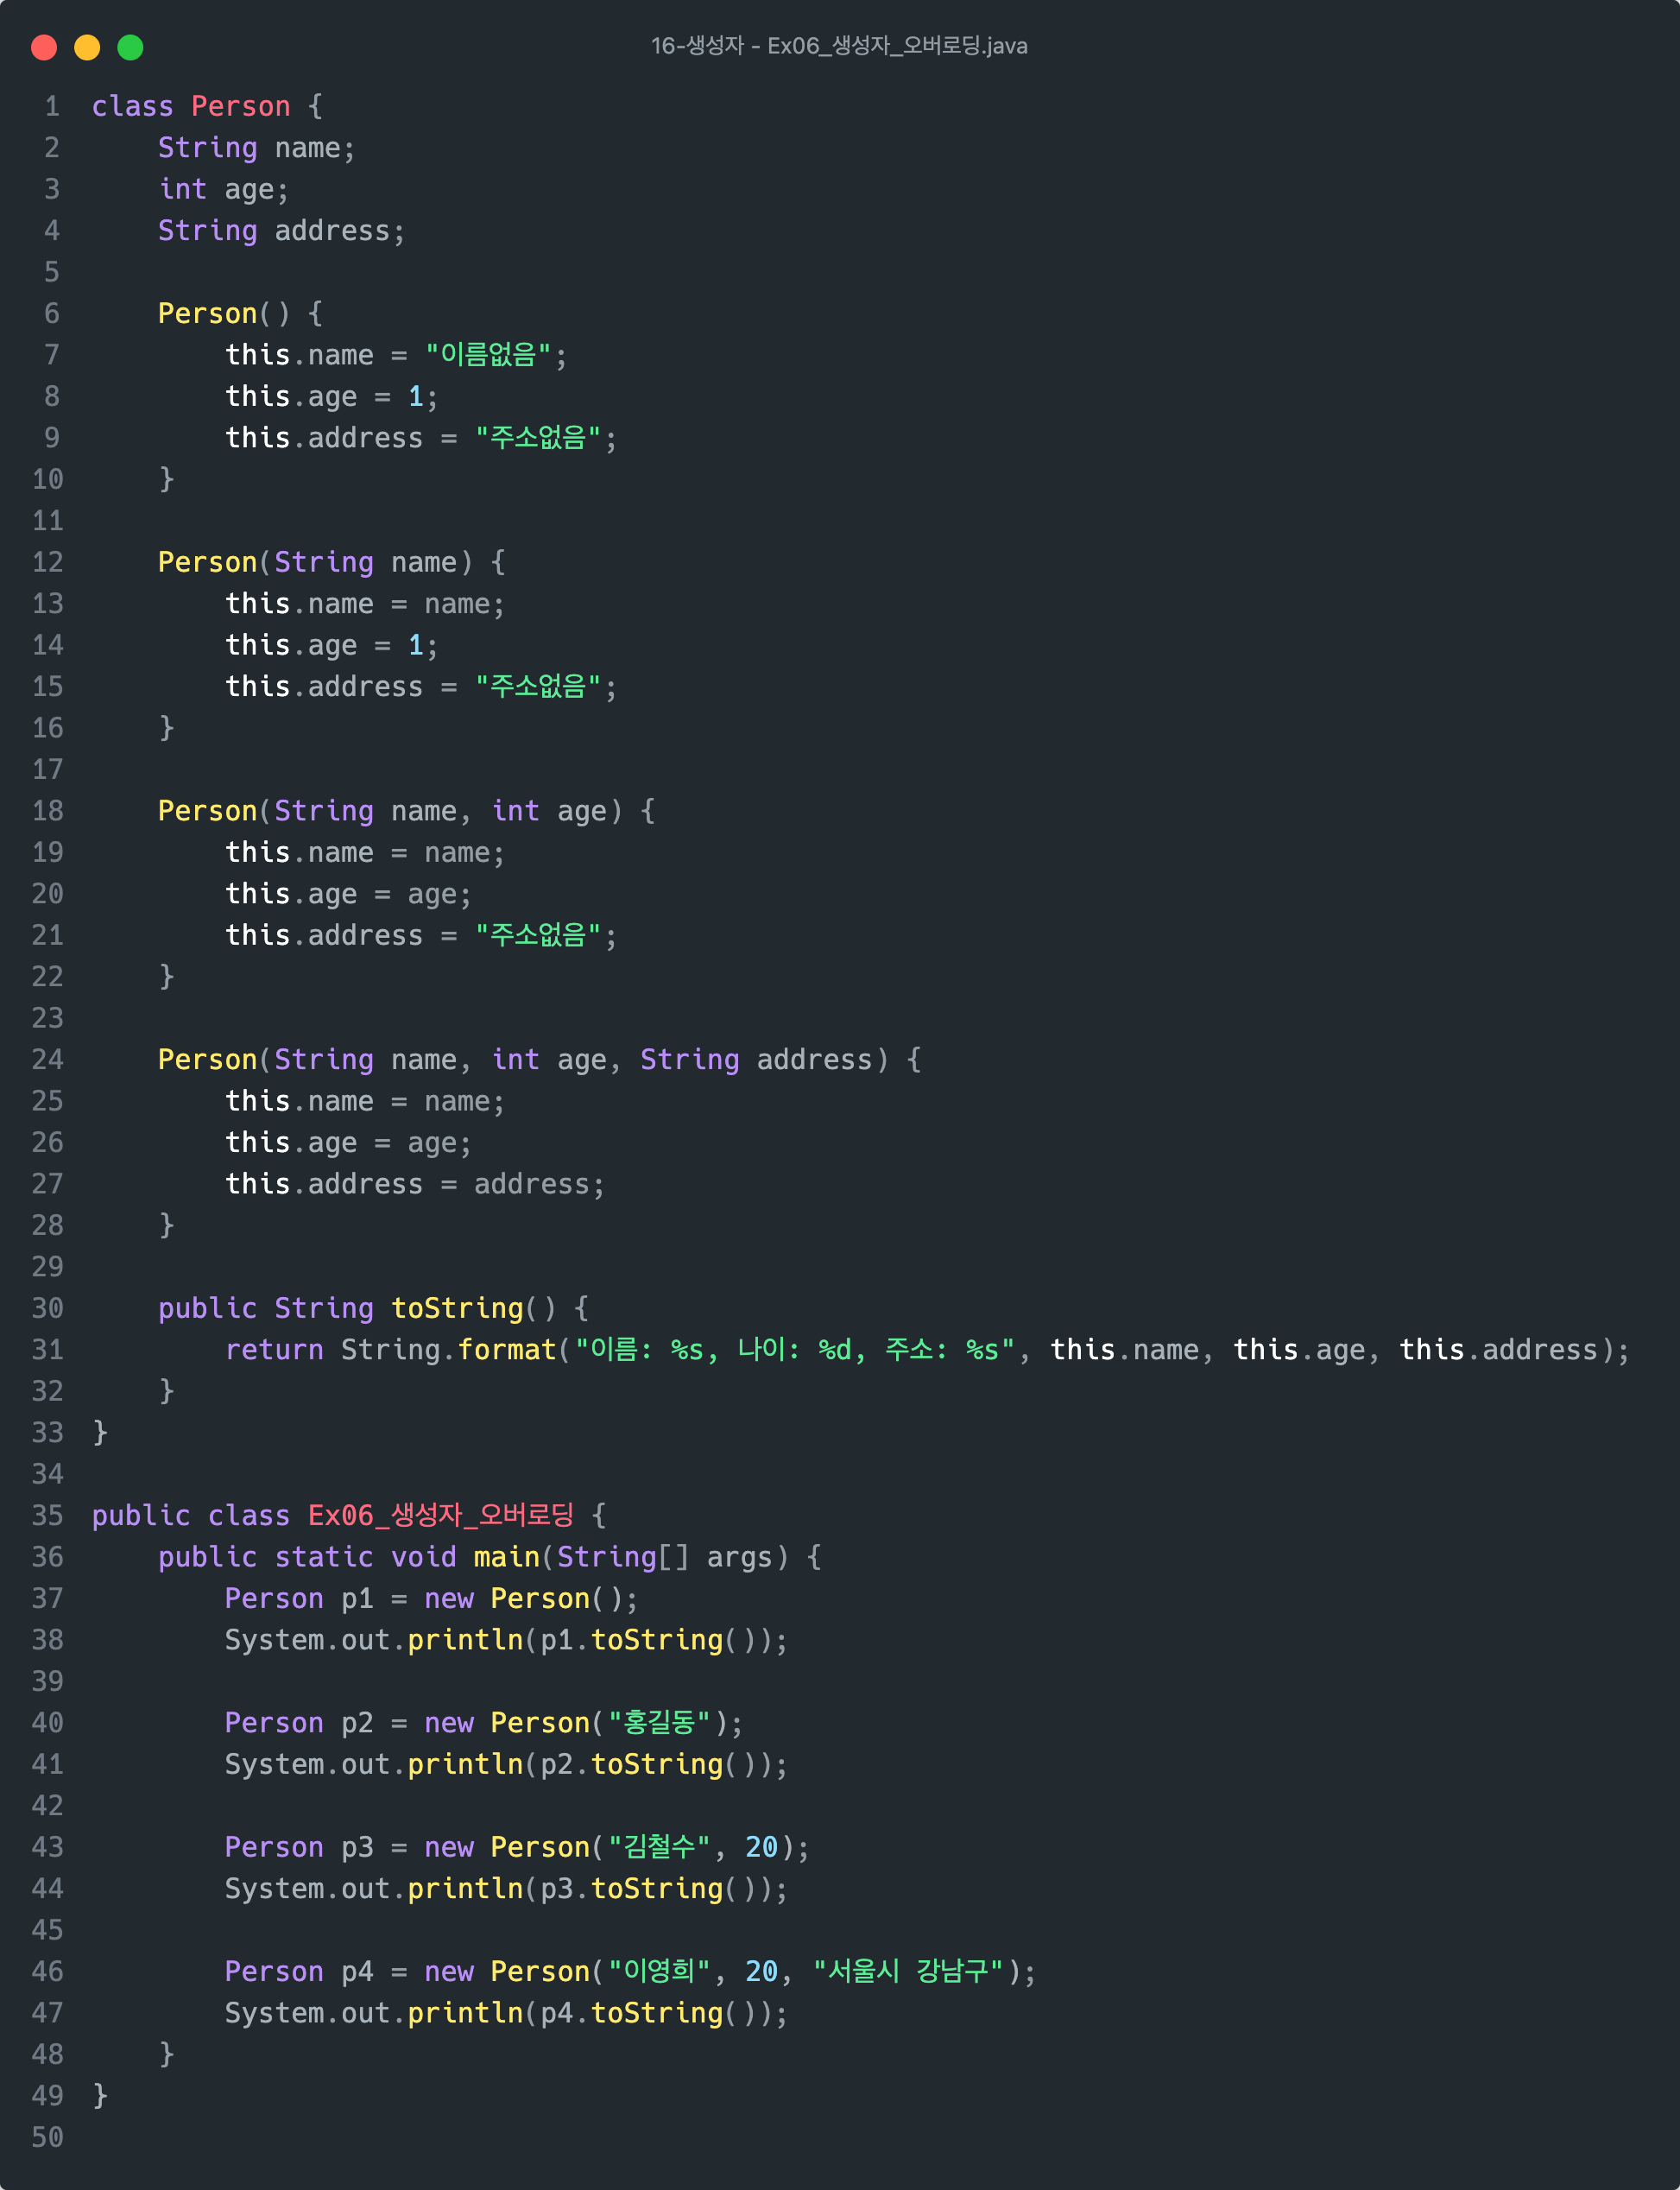 16-생성자 - Ex06_생성자_오버로딩.java
1 class Person {
2     String name;
3     int age;
4     String address;
5
6     Person() {
7         this.name = "이름없음";
8         this.age = 1;
9         this.address = "주소없음";
10     }
11
12     Person(String name) {
13         this.name = name;
14         this.age = 1;
15         this.address = "주소없음";
16     }
17
18     Person(String name, int age) {
19         this.name = name;
20         this.age = age;
21         this.address = "주소없음";
22     }
23
24     Person(String name, int age, String address) {
25         this.name = name;
26         this.age = age;
27         this.address = address;
28     }
29
30     public String toString() {
31         return String.format("이름: %s, 나이: %d, 주소: %s", this.name, this.age, this.address);
32     }
33 }
34
35 public class Ex06_생성자_오버로딩 {
36     public static void main(String[] args) {
37         Person p1 = new Person();
38         System.out.println(p1.toString());
39
40         Person p2 = new Person("홍길동");
41         System.out.println(p2.toString());
42
43         Person p3 = new Person("김철수", 20);
44         System.out.println(p3.toString());
45
46         Person p4 = new Person("이영희", 20, "서울시 강남구");
47         System.out.println(p4.toString());
48     }
49 }
50